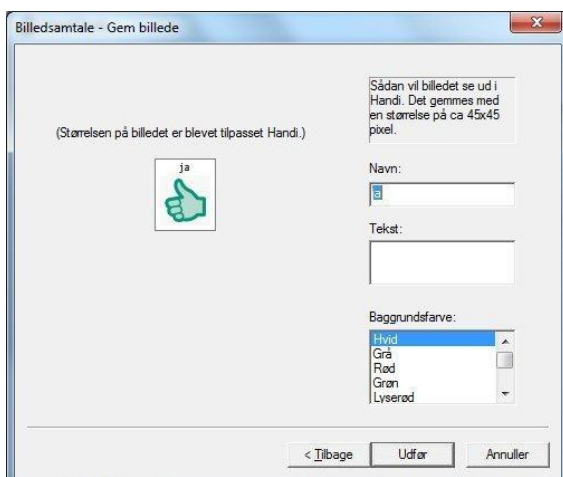 Billedsamtale - Gem billede
Sådan vil billedet se ud i
Handi. Det gemmes med
en størrelse på ca 45x45
pixel.
(Størrelsen på billedet er blevet tilpasset Handi.)
ja
Navn:
ja
Tekst:
Baggrundsfarve:
Hvid
Grå
Rød
Grøn
Lyserød
< Tilbage
Udfør
Annuller